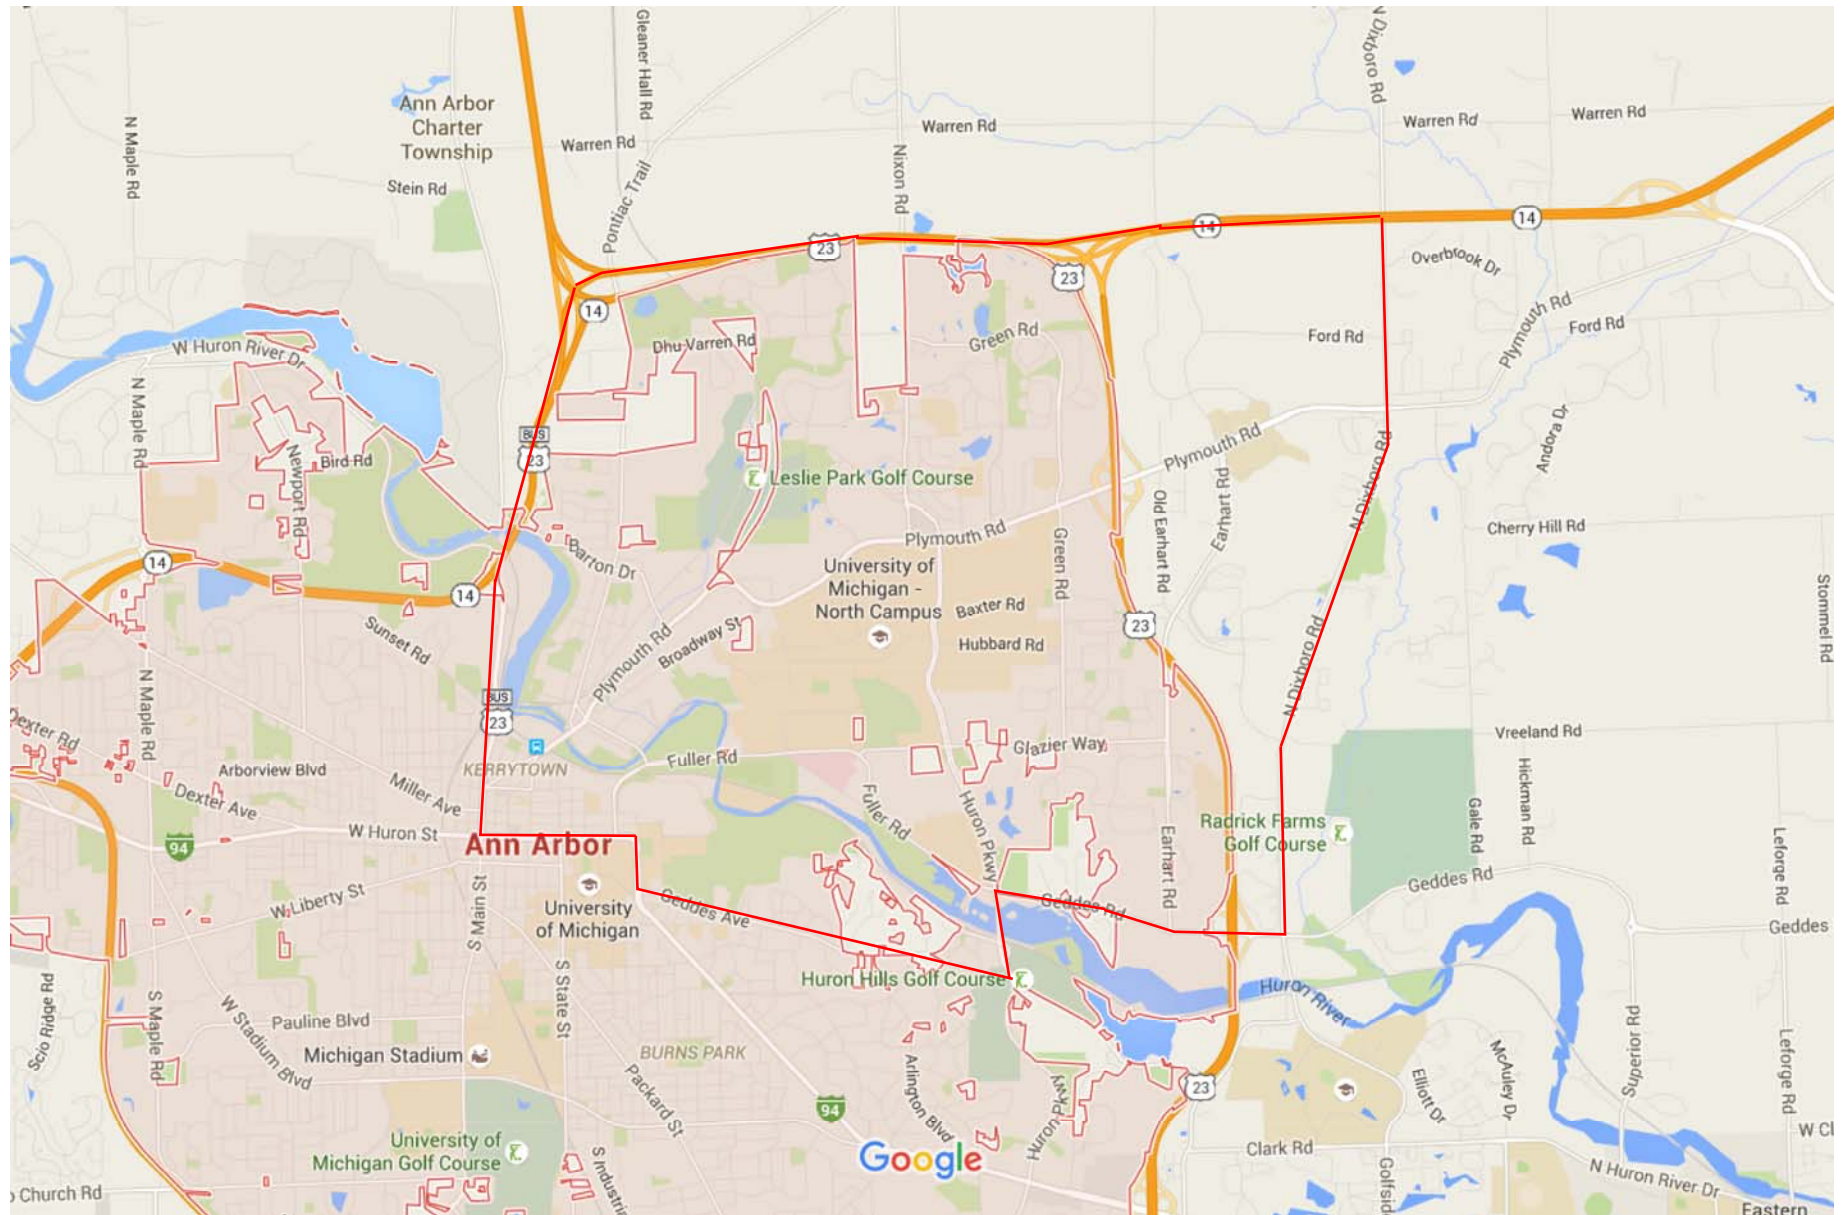 Gleaner Hall Rd
N Dixboro Rd
Ann Arbor
Charter
Township
N Maple Rd
Warren Rd
Warren Rd
Warren Rd
Warren Rd
Stein Rd
Pontiac Trail
Nixon Rd
23
14
14
23
14
Overbrook Dr
Plymouth Rd
Ford Rd
Ford Rd
W Huron River Dr
Dhu Varren Rd
Green Rd
N Maple Rd
BUS
23
Newport Rd
Bird Rd
Leslie Park Golf Course
Plymouth Rd
Earhart Rd
N Dixboro Rd
Andora Dr
Old Earhart Rd
Cherry Hill Rd
14
14
Barton Dr
Plymouth Rd
Green Rd
University of
Michigan -
North Campus
Baxter Rd
Hubbard Rd
23
Stommel Rd
Sunset Rd
Broadway St
Plymouth Rd
N Dixboro Rd
N Maple Rd
BUS
23
Dexter Rd
Arborview Blvd
Miller Ave
Dexter Ave
KERRYTOWN
Fuller Rd
Glazier Way
Vreeland Rd
Hickman Rd
Gale Rd
Leforge Rd
94
W Huron St
Ann Arbor
Fuller Rd
Huron Pkwy
Earhart Rd
Radrick Farms
Golf Course
Geddes Rd
W Liberty St
S Main St
University
of Michigan
Geddes Ave
Geddes Rd
Geddes
Scio Ridge Rd
S Maple Rd
W Stadium Blvd
Pauline Blvd
S State St
Huron Hills Golf Course
Huron River
Michigan Stadium
BURNS PARK
Packard St
Arlington Blvd
Huron Pkwy
23
Elliott Dr
McAuley Dr
Superior Rd
Leforge Rd
94
University of
Michigan Golf Course
S Industria
Google
Clark Rd
Golfsid
N Huron River Dr
W Cl
o Church Rd
Eastern